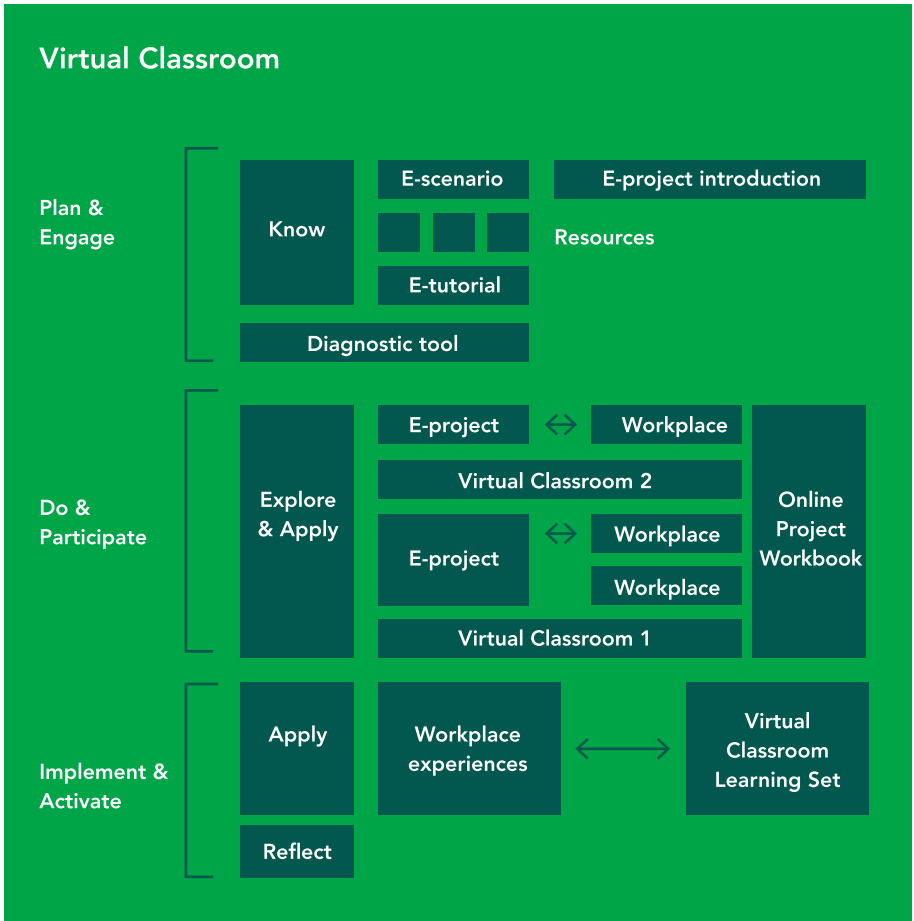 Virtual Classroom
Plan &
Engage
Know
E-scenario
E-project introduction
Resources
E-tutorial
Diagnostic tool
Do &
Participate
Explore
& Apply
E-project
Workplace
Virtual Classroom 2
E-project
Workplace
Workplace
Virtual Classroom 1
Online
Project
Workbook
Implement &
Activate
Apply
Workplace
experiences
Virtual
Classroom
Learning Set
Reflect